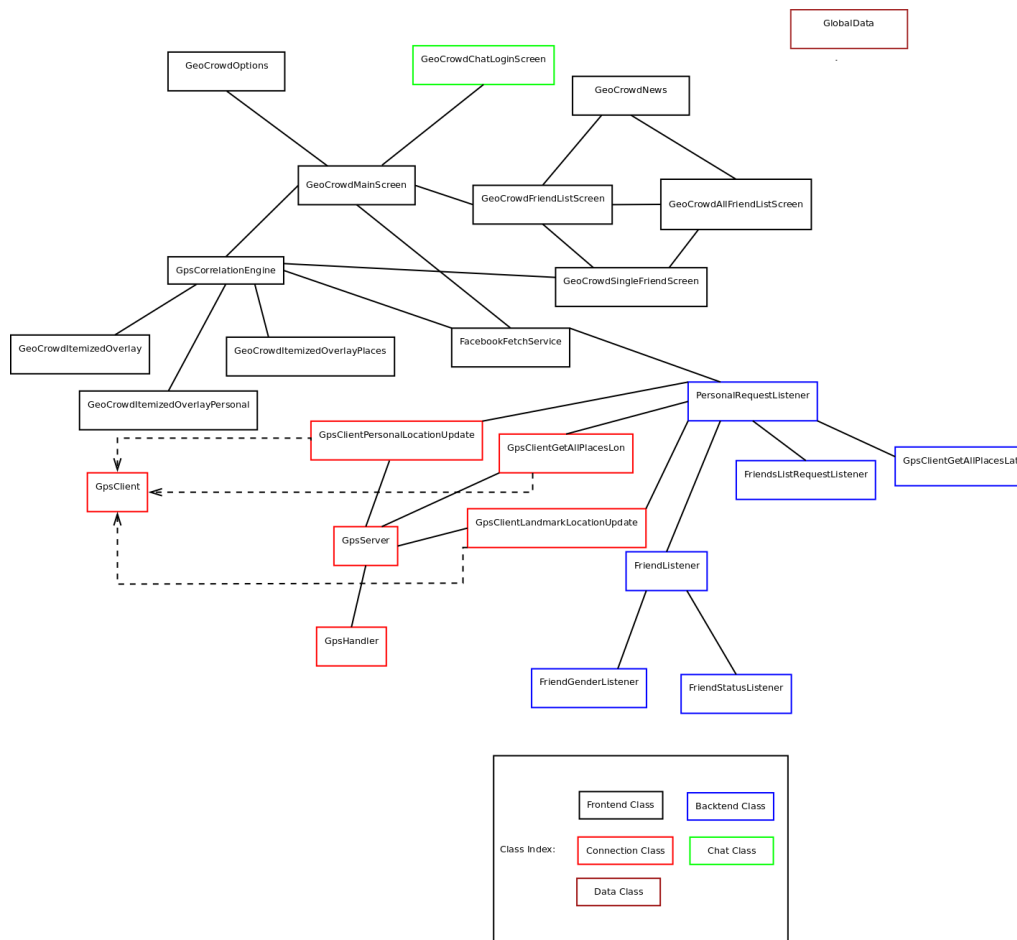 GlobalData
GeoCrowdOptions
GeoCrowdChatLoginScreen
GeoCrowdNews
GeoCrowdMainScreen
GeoCrowdFriendListScreen
GeoCrowdAllFriendListScreen
GpsCorrelationEngine
GeoCrowdSingleFriendScreen
GeoCrowdItemizedOverlay
GeoCrowdItemizedOverlayPlaces
FacebookFetchService
GeoCrowdItemizedOverlayPersonal
PersonalRequestListener
GpsClientPersonalLocationUpdate
GpsClientGetAllPlacesLon
FriendsListRequestListener
GpsClientGetAllPlacesLat
GpsClient
GpsClientLandmarkLocationUpdate
GpsServer
FriendListener
GpsHandler
FriendGenderListener
FriendStatusListener
Class Index:
Frontend Class
Backtend Class
Connection Class
Chat Class
Data Class